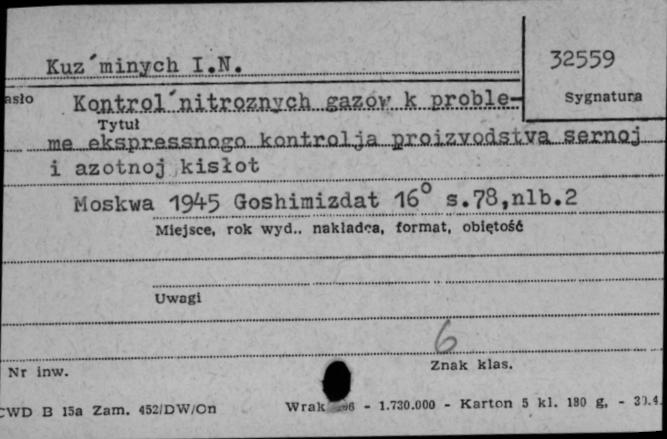 Kuz´minych I.N.
32559
asło
Sygnatura
Kontrol´nitroznych gazov k proble-
Tytuł
me ekspressnogo kontrolja proizvodstva sernoj
i azotnoj kisłot
Moskwa 1945 Goshimizdat 16° s.78,nlb.2
Miejsce, rok wyd., nakładca, format, objętość
Uwagi
6
Nr inw.
Znak klas.
CWD B 15a Zam. 452/DW/On
Wrak - 1.730.000 - Karton 5 kl. 180 g, -